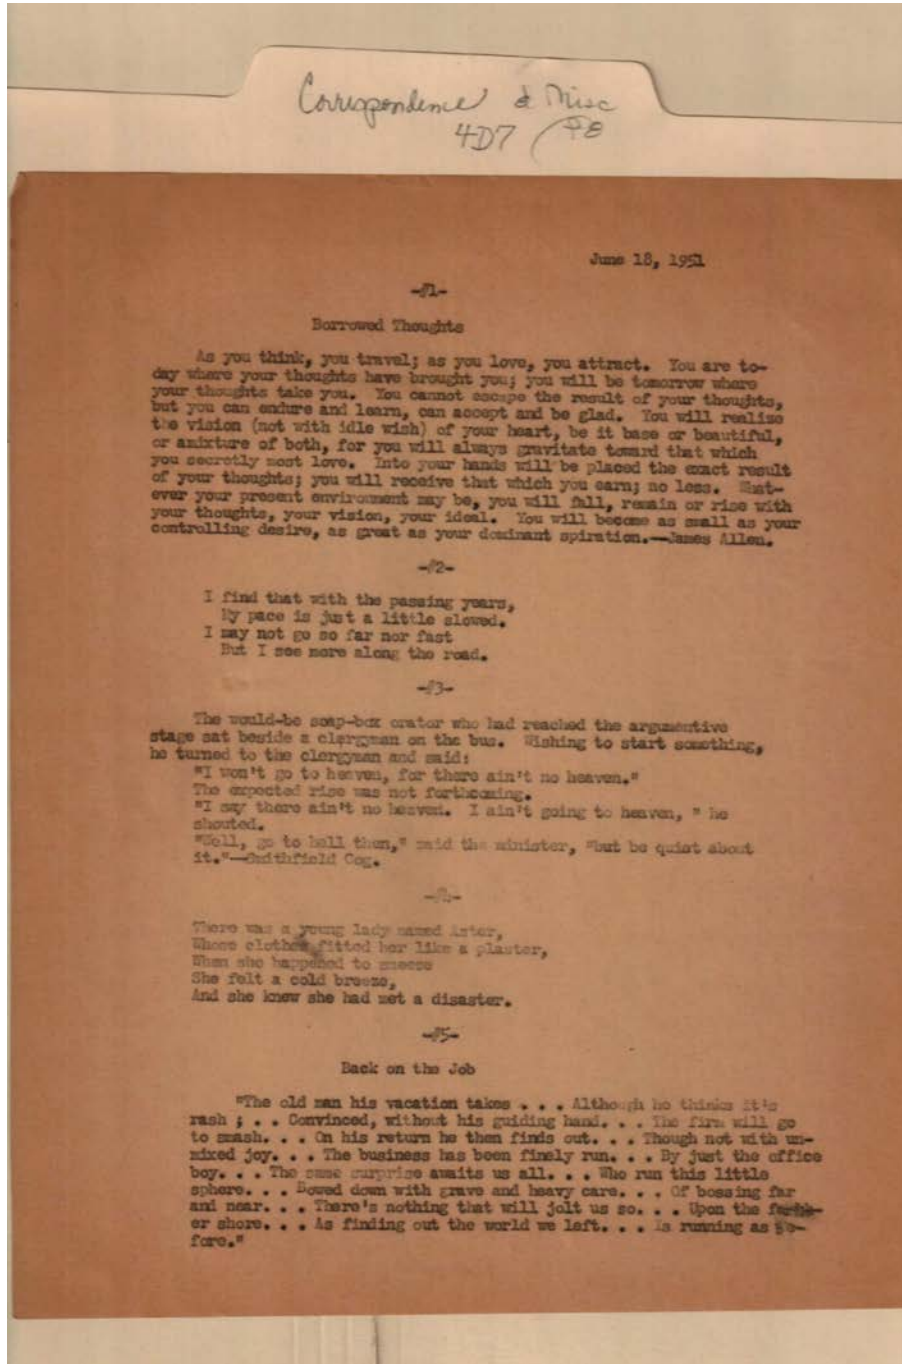 Correspondence & Misc
4D7
June 18, 1951
-#1-
Borrowed Thoughts
As you think, you travel; as you love, you attract. You are to-
day where your thoughts have brought you; you will be tomorrow where
your thoughts take you. You cannot escape the result of your thoughts,
but you can endure and learn, can accept and be glad. You will realize
the vision (not with idle wish) of your heart, be it base or beautiful,
or amixture of both, for you will always gravitate toward that which
you secretly most love. Into your hands will be placed the exact result
of your thoughts; you will receive that which you earn; no less. What-
ever your present environment may be, you will fall, remain or rise with
your thoughts, your vision, your ideal. You will become as small as your
controlling desire, as great as your dominant spiration.--James Allen.
-#2-
I find that with the passing years,
My pace is just a little slowed.
I may not go so far nor fast
But I see more along the road.
-#3-
The would-be soap-box orator who had reached the argumentive
stage sat beside a clergyman on the bus. Wishing to start something,
he turned to the clergyman and said:
"I won't go to heaven, for there ain't no heaven."
The expected rise was not forthcoming.
"I say there ain't no heaven. I ain't going to heaven, " he
shouted.
"Well, go to hell then," said the minister, "but be quiet about
it."--Smithfield Cog.
-#4-
There was a young lady named Aster,
Whose clothes fitted her like a plaster,
When she happened to sneeze
She felt a cold breeze,
And she knew she had met a disaster.
-#5-
Back on the Job
"The old man his vacation takes . . . Although he thinks it's
rash ; . . Convinced, without his guiding hand. . . The firm will go
to smash. . . On his return he then finds out. . . Though not with un-
mixed joy. . . The business has been finely run. . . By just the office
boy. . . The same surprise awaits us all. . . Who run this little
sphere. . . Bowed down with grave and heavy care. . . Of bossing far
and near. . . There's nothing that will jolt us so. . . Upon the farth-
er shore. . . As finding out the world we left. . . Is running as be-
fore."